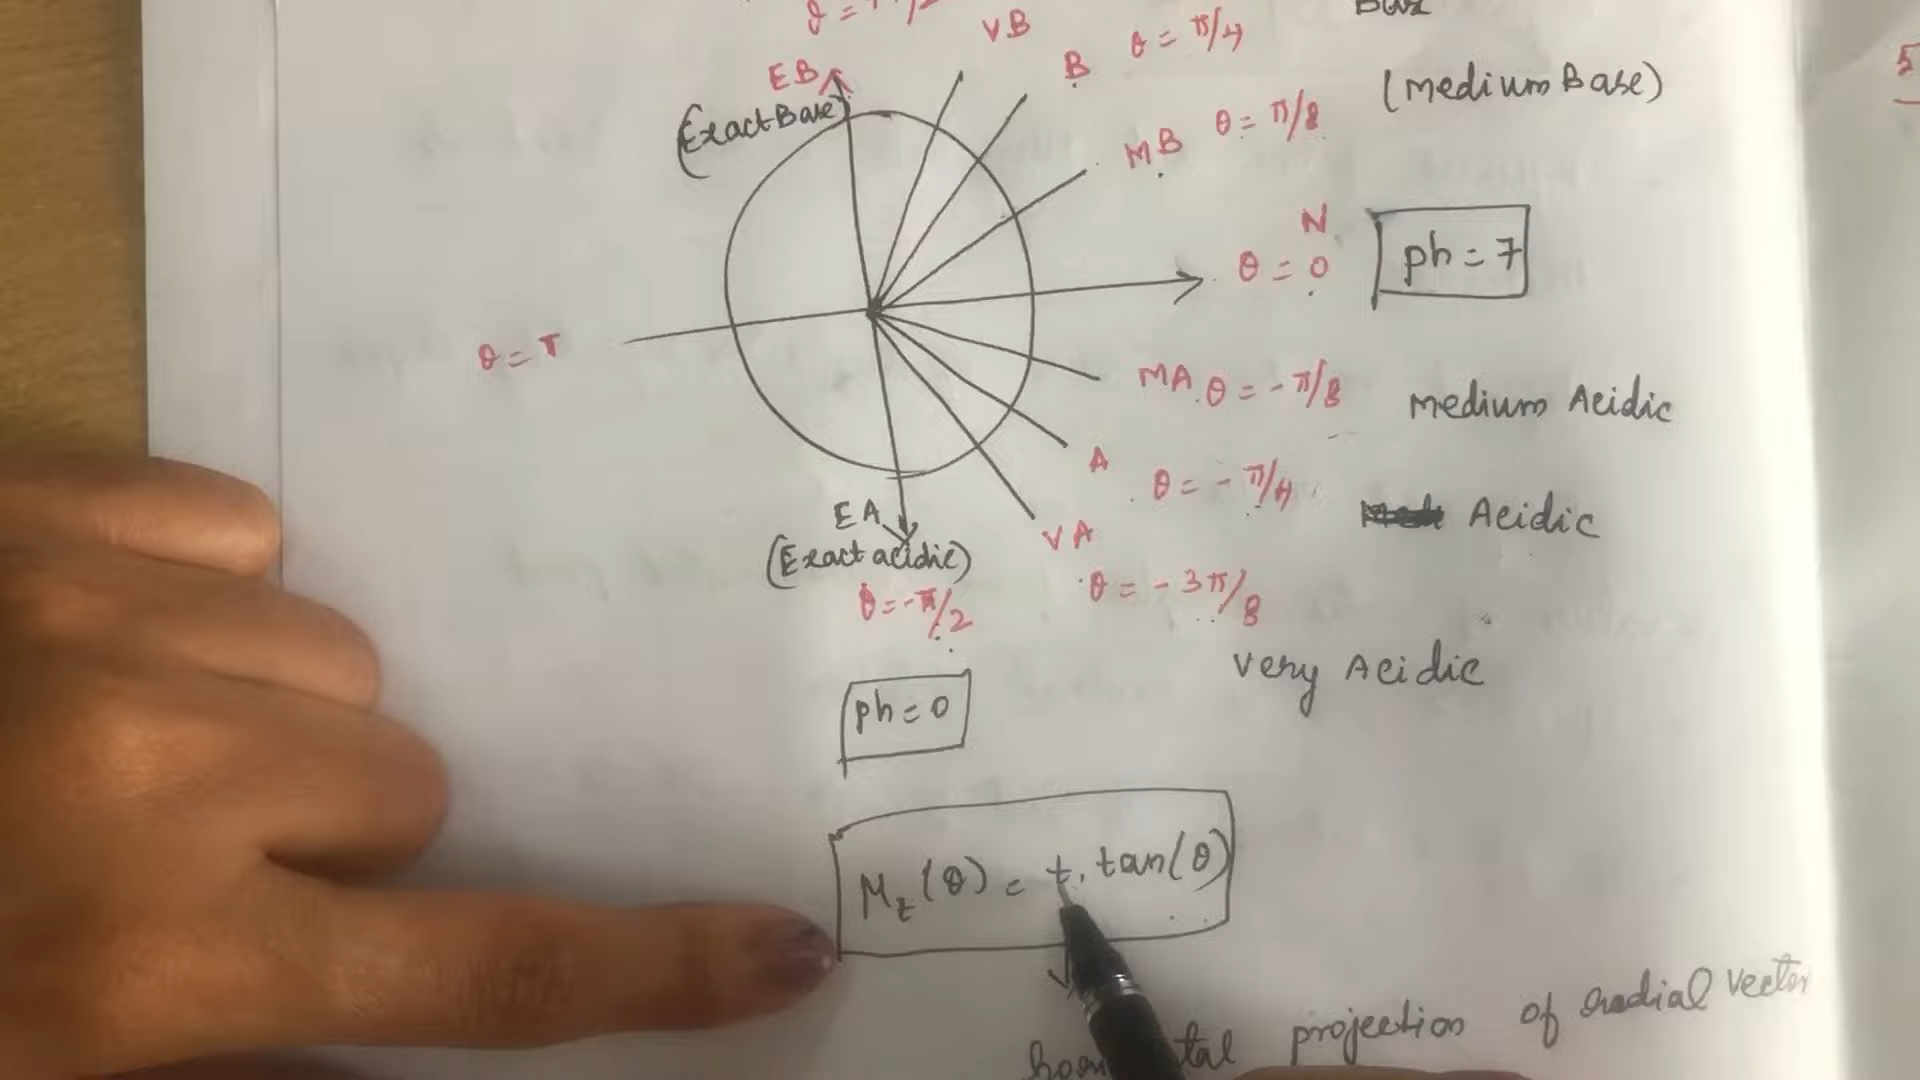 VB
B θ = π/4
EB
(Exact Base)
(Medium Base)
MB θ = π/8
N
θ = 0
ph = 7
θ = π
MA θ = -π/8
Medium Acidic
A
θ = -π/4
Acidic
EA
(Exact acidic)
VA
θ = -π/2
θ = -3π/8
Very Acidic
ph = 0
t. tan(θ)
projection of radial vector
5